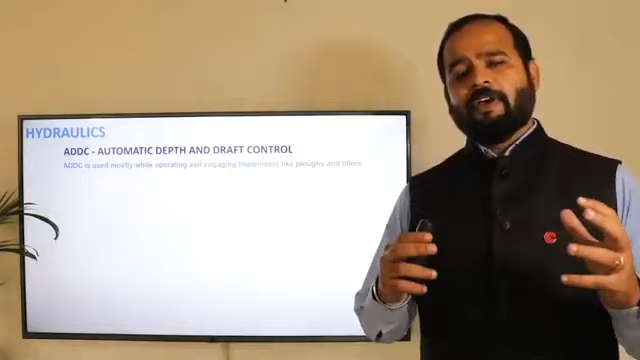 HYDRAULICS
ADDC - AUTOMATIC DEPTH AND DRAFT CONTROL
ADDC is used mostly while operating soil engaging implements like ploughs and tillers.